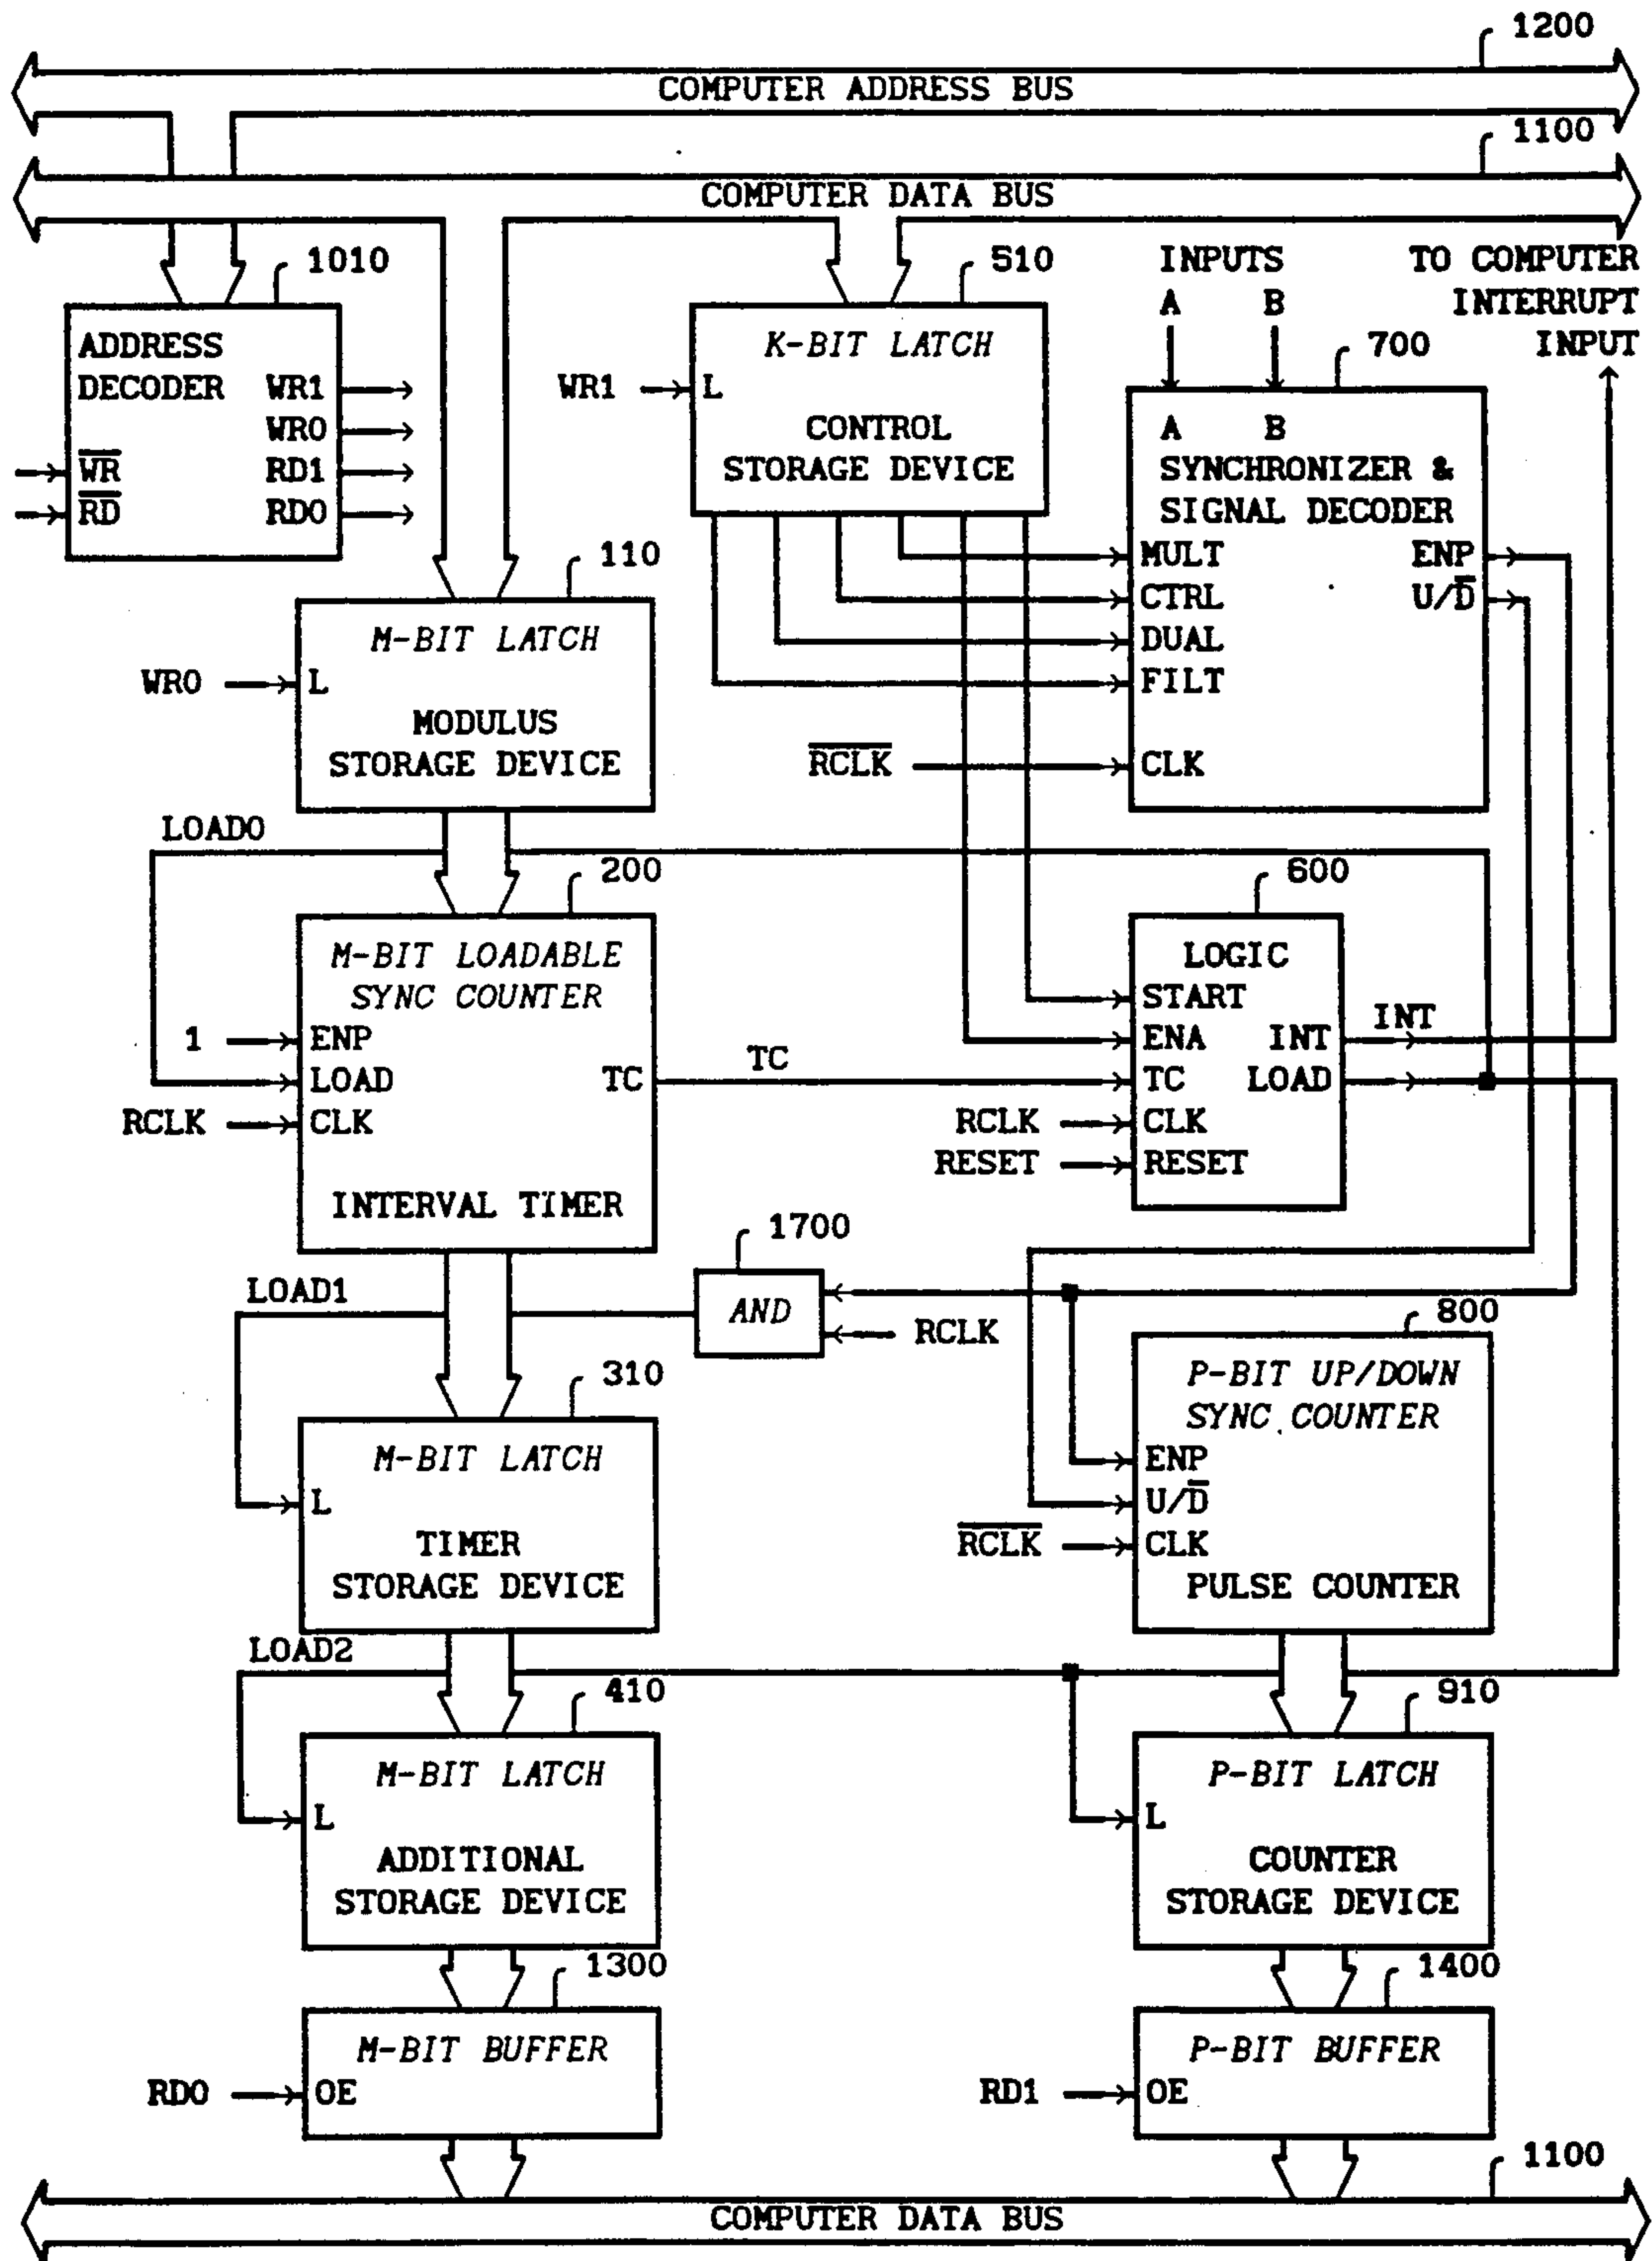 1200
COMPUTER ADDRESS BUS
1100
COMPUTER DATA BUS
1010
ADDRESS
DECODER
WR1
WR0
W̅R̅
RD1
R̅D̅
RD0
510
K-BIT LATCH
WR1
L
CONTROL
STORAGE DEVICE
INPUTS
A B
TO COMPUTER
INTERRUPT
INPUT
700
A B
SYNCHRONIZER &
SIGNAL DECODER
MULT
ENP
CTRL
U/D̅
DUAL
FILT
R̅C̅L̅K̅
CLK
110
M-BIT LATCH
WR0
L
MODULUS
STORAGE DEVICE
LOAD0
200
M-BIT LOADABLE
SYNC COUNTER
1
ENP
LOAD
TC
RCLK
CLK
INTERVAL TIMER
TC
600
LOGIC
START
ENA
INT
INT
TC
LOAD
RCLK
CLK
RESET
RESET
1700
AND
RCLK
LOAD1
310
M-BIT LATCH
L
TIMER
STORAGE DEVICE
800
P-BIT UP/DOWN
SYNC COUNTER
ENP
U/D̅
R̅C̅L̅K̅
CLK
PULSE COUNTER
LOAD2
410
M-BIT LATCH
L
ADDITIONAL
STORAGE DEVICE
910
P-BIT LATCH
L
COUNTER
STORAGE DEVICE
1300
M-BIT BUFFER
RD0
OE
1400
P-BIT BUFFER
RD1
OE
1100
COMPUTER DATA BUS